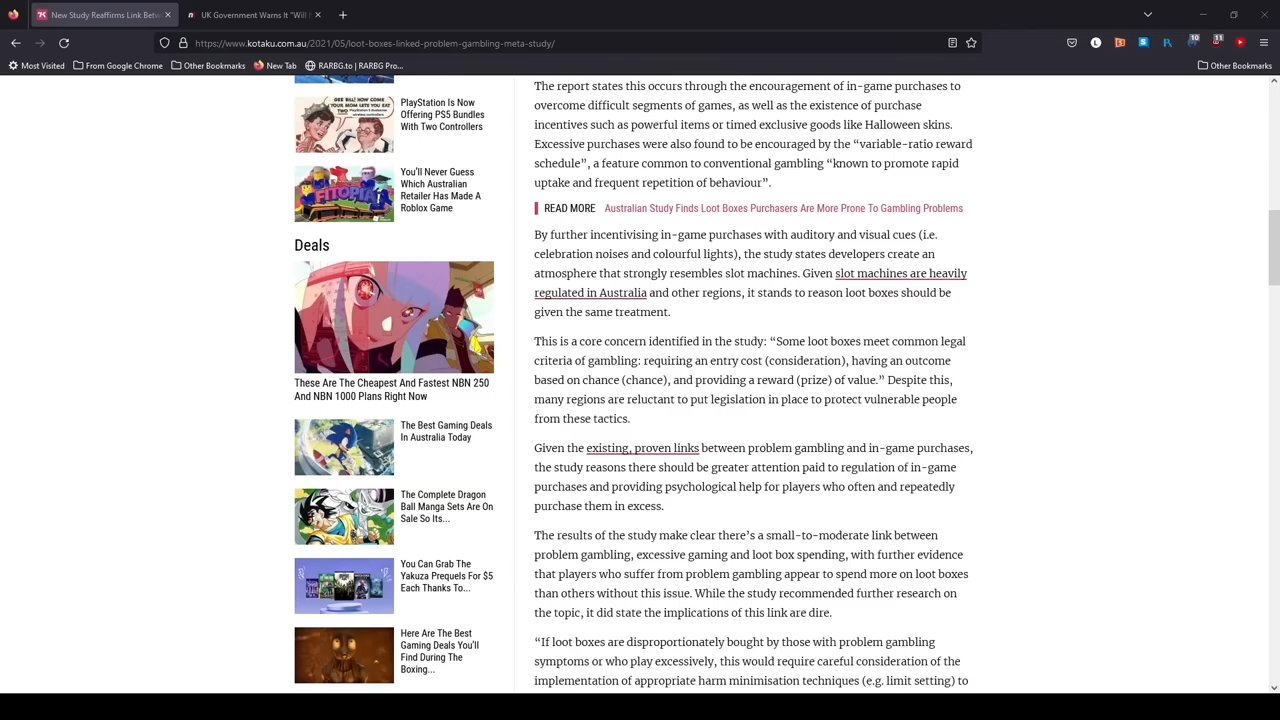 New Study Reaffirms Link Betw
UK Government Warns It "Will
https://www.kotaku.com.au/2021/05/loot-boxes-linked-problem-gambling-meta-study/
10
11
Most Visited
From Google Chrome
Other Bookmarks
New Tab
RARBG.to | RARBG Pro...
Other Bookmarks
PlayStation Is Now
Offering PS5 Bundles
With Two Controllers
You'll Never Guess
Which Australian
Retailer Has Made A
Roblox Game
FITOPIA
Deals
These Are The Cheapest And Fastest NBN 250
And NBN 1000 Plans Right Now
The Best Gaming Deals
In Australia Today
The Complete Dragon
Ball Manga Sets Are On
Sale So Its...
You Can Grab The
Yakuza Prequels For $5
Each Thanks To...
Here Are The Best
Gaming Deals You'll
Find During The
Boxing...
The report states this occurs through the encouragement of in-game purchases to
overcome difficult segments of games, as well as the existence of purchase
incentives such as powerful items or timed exclusive goods like Halloween skins.
Excessive purchases were also found to be encouraged by the “variable-ratio reward
schedule”, a feature common to conventional gambling “known to promote rapid
uptake and frequent repetition of behaviour”.
READ MORE Australian Study Finds Loot Boxes Purchasers Are More Prone To Gambling Problems
By further incentivising in-game purchases with auditory and visual cues (i.e.
celebration noises and colourful lights), the study states developers create an
atmosphere that strongly resembles slot machines. Given slot machines are heavily
regulated in Australia and other regions, it stands to reason loot boxes should be
given the same treatment.
This is a core concern identified in the study: “Some loot boxes meet common legal
criteria of gambling: requiring an entry cost (consideration), having an outcome
based on chance (chance), and providing a reward (prize) of value.” Despite this,
many regions are reluctant to put legislation in place to protect vulnerable people
from these tactics.
Given the existing, proven links between problem gambling and in-game purchases,
the study reasons there should be greater attention paid to regulation of in-game
purchases and providing psychological help for players who often and repeatedly
purchase them in excess.
The results of the study make clear there’s a small-to-moderate link between
problem gambling, excessive gaming and loot box spending, with further evidence
that players who suffer from problem gambling appear to spend more on loot boxes
than others without this issue. While the study recommended further research on
the topic, it did state the implications of this link are dire.
“If loot boxes are disproportionately bought by those with problem gambling
symptoms or who play excessively, this would require careful consideration of the
implementation of appropriate harm minimisation techniques (e.g. limit setting) to